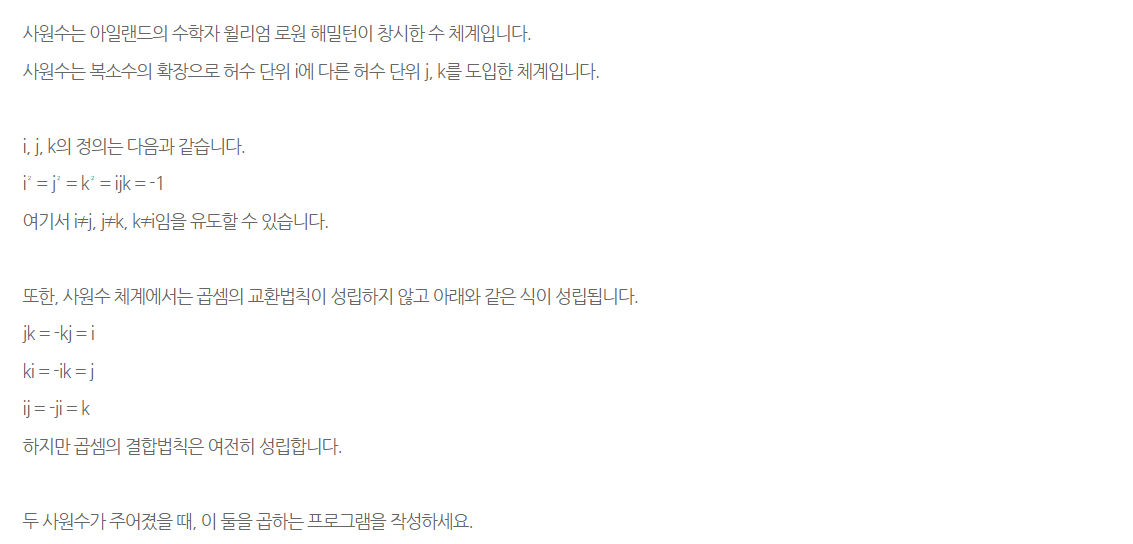 사원수는 아일랜드의 수학자 윌리엄 로원 해밀턴이 창시한 수 체계입니다.
사원수는 복소수의 확장으로 허수 단위 i에 다른 허수 단위 j, k를 도입한 체계입니다.
i, j, k의 정의는 다음과 같습니다.
i² = j² = k² = ijk = -1
여기서 i≠j, j≠k, k≠i임을 유도할 수 있습니다.
또한, 사원수 체계에서는 곱셈의 교환법칙이 성립하지 않고 아래와 같은 식이 성립됩니다.
jk = -kj = i
ki = -ik = j
ij = -ji = k
하지만 곱셈의 결합법칙은 여전히 성립합니다.
두 사원수가 주어졌을 때, 이 둘을 곱하는 프로그램을 작성하세요.